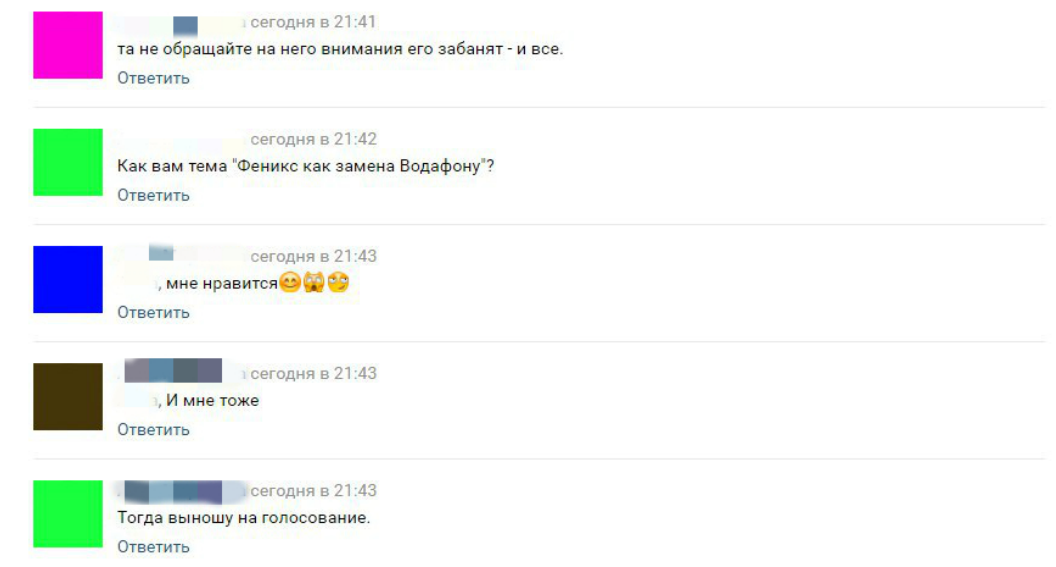 сегодня в 21:41
та не обращайте на него внимания его забанят - и все.
Ответить
сегодня в 21:42
Как вам тема "Феникс как замена Водафону"?
Ответить
сегодня в 21:43
, мне нравится😊🙀🙄
Ответить
сегодня в 21:43
, И мне тоже
Ответить
сегодня в 21:43
Тогда выношу на голосование.
Ответить